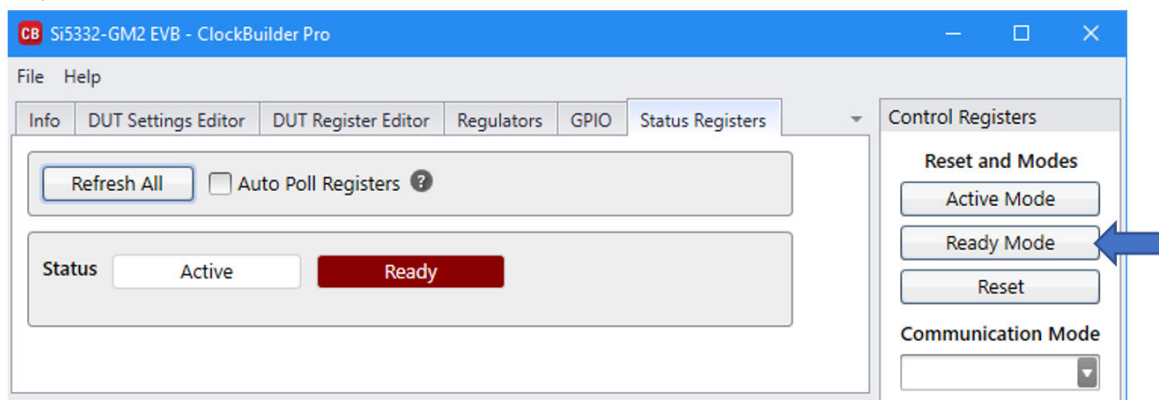 CB Si5332-GM2 EVB - ClockBuilder Pro
File Help
Info DUT Settings Editor DUT Register Editor Regulators GPIO Status Registers
Refresh All Auto Poll Registers ?
Status Active Ready
Control Registers
Reset and Modes
Active Mode
Ready Mode
Reset
Communication Mode